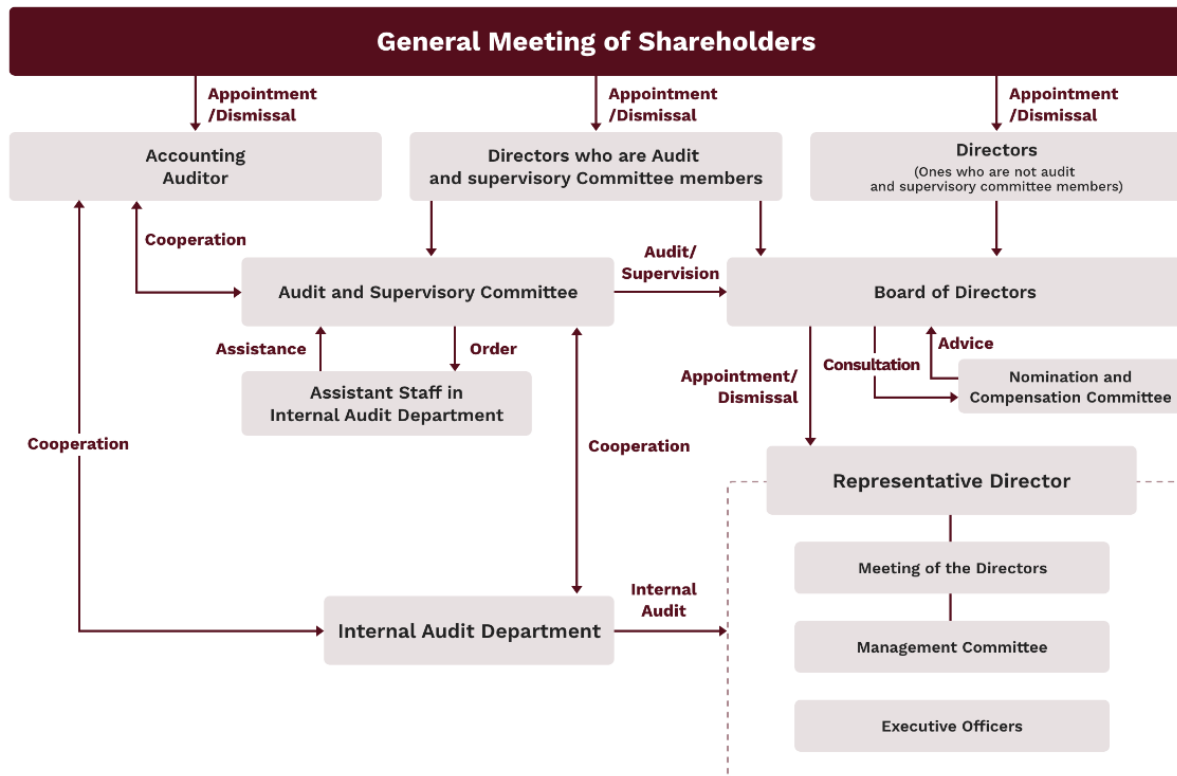 General Meeting of Shareholders
Appointment
/Dismissal
Appointment
/Dismissal
Appointment
/Dismissal
Accounting
Auditor
Directors who are Audit
and supervisory Committee members
Directors
(Ones who are not audit
and supervisory committee members)
Cooperation
Audit/
Supervision
Audit and Supervisory Committee
Board of Directors
Assistance
Order
Appointment/
Dismissal
Consultation
Advice
Assistant Staff in
Internal Audit Department
Nomination and
Compensation Committee
Cooperation
Cooperation
Representative Director
Meeting of the Directors
Internal
Audit
Internal Audit Department
Management Committee
Executive Officers